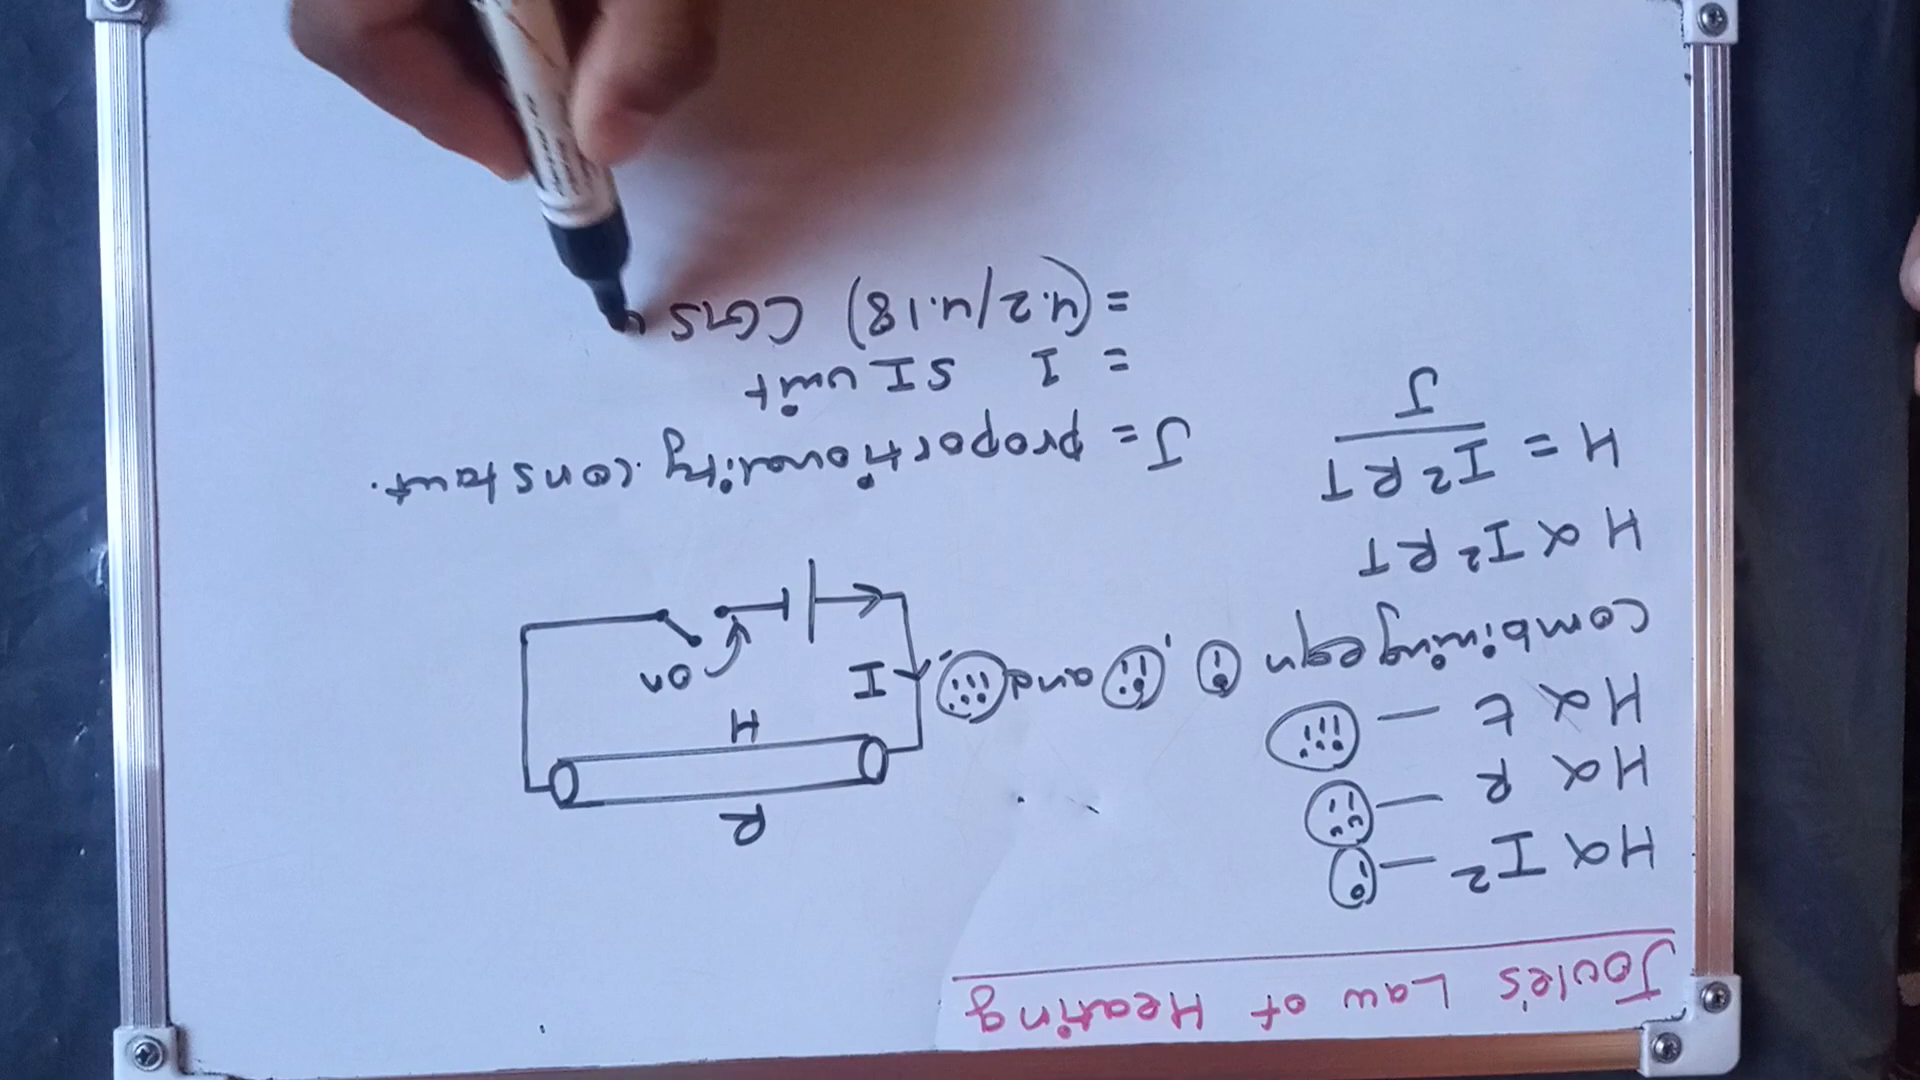 Joule's Law of Heating
H α I² — (i)
H α R — (ii)
H α t — (iii)
Combining eqn (i), (ii) and (iii)
H α I²RT
H = I²RT
J
R
H
I
on
J = proportionality constant.
= 1 SI unit
= (4.2/4.18) CGS